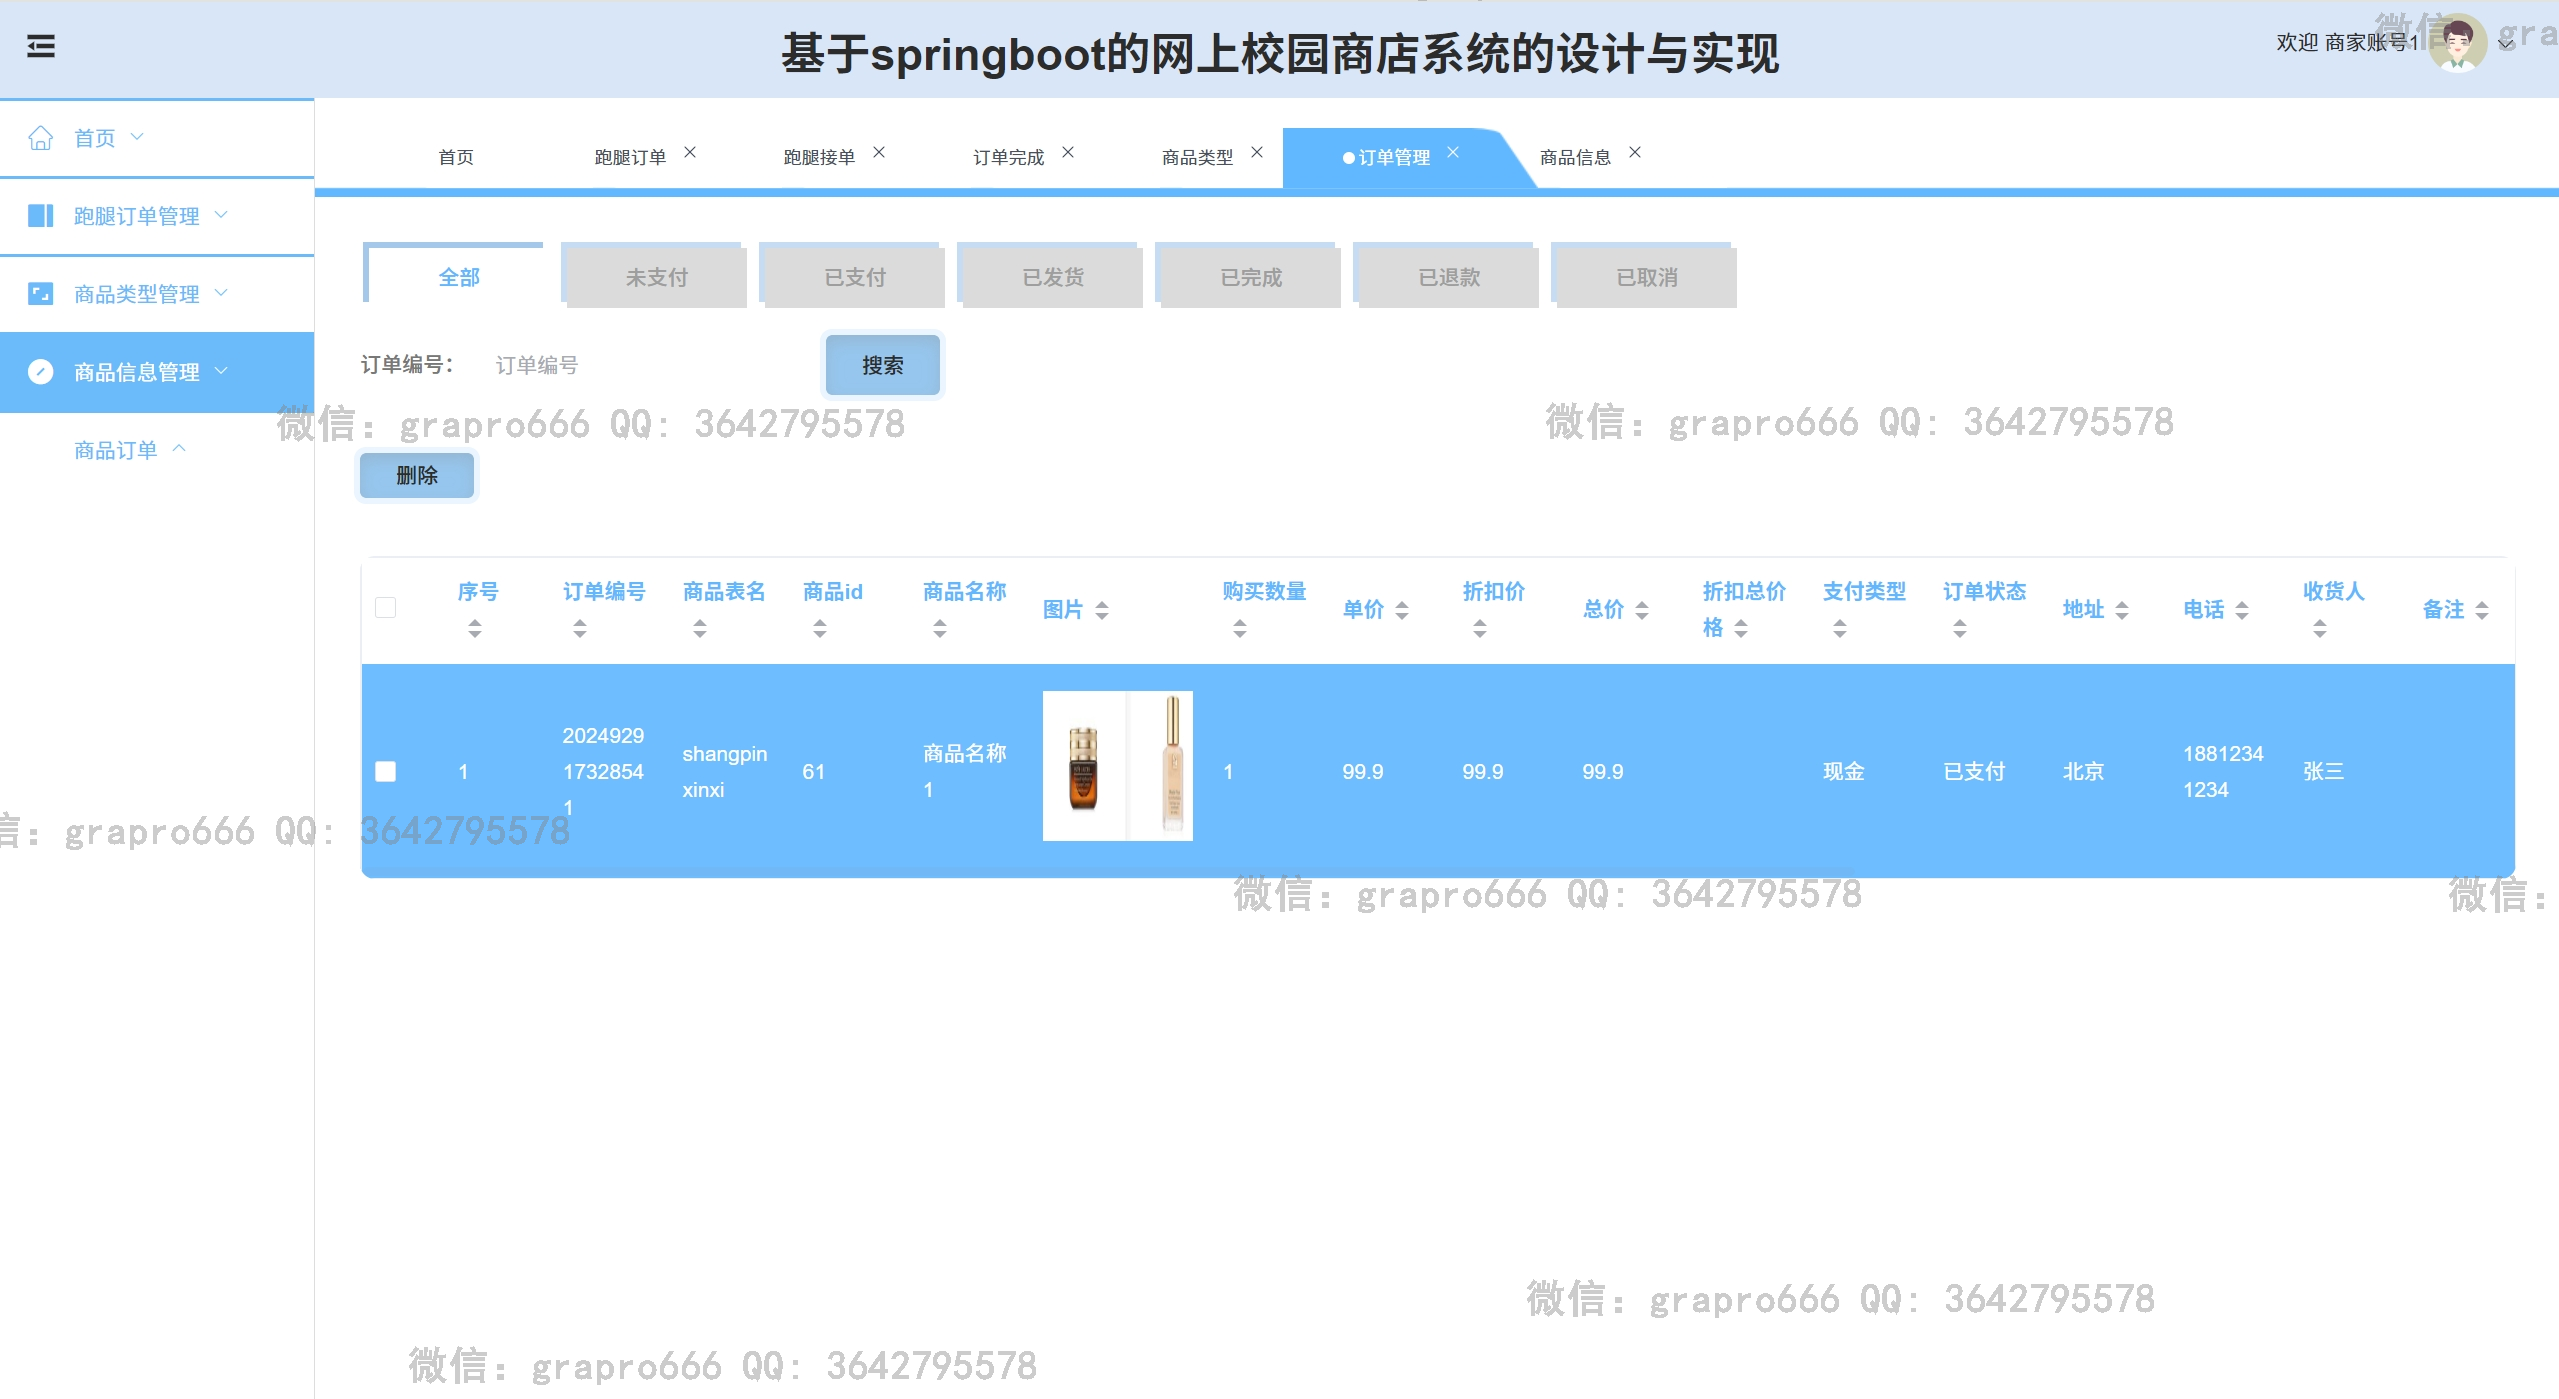 基于springboot的网上校园商店系统的设计与实现
欢迎 商家账号1
微信 gra
首页
跑腿订单管理
商品类型管理
商品信息管理
商品订单
首页 跑腿订单 跑腿接单 订单完成 商品类型 订单管理 商品信息
全部 未支付 已支付 已发货 已完成 已退款 已取消
订单编号： 订单编号 搜索
微信：grapro666 QQ: 3642795578
微信：grapro666 QQ: 3642795578
删除
序号 订单编号 商品表名 商品id 商品名称 图片 购买数量 单价 折扣价 总价 折扣总价格 支付类型 订单状态 地址 电话 收货人 备注
1 202492917328541 shangpinxinxi 61 商品名称1 1 99.9 99.9 99.9 现金 已支付 北京 18812341234 张三
信：grapro666 QQ: 3642795578
微信：grapro666 QQ: 3642795578
微信：
微信：grapro666 QQ: 3642795578
微信：grapro666 QQ: 3642795578